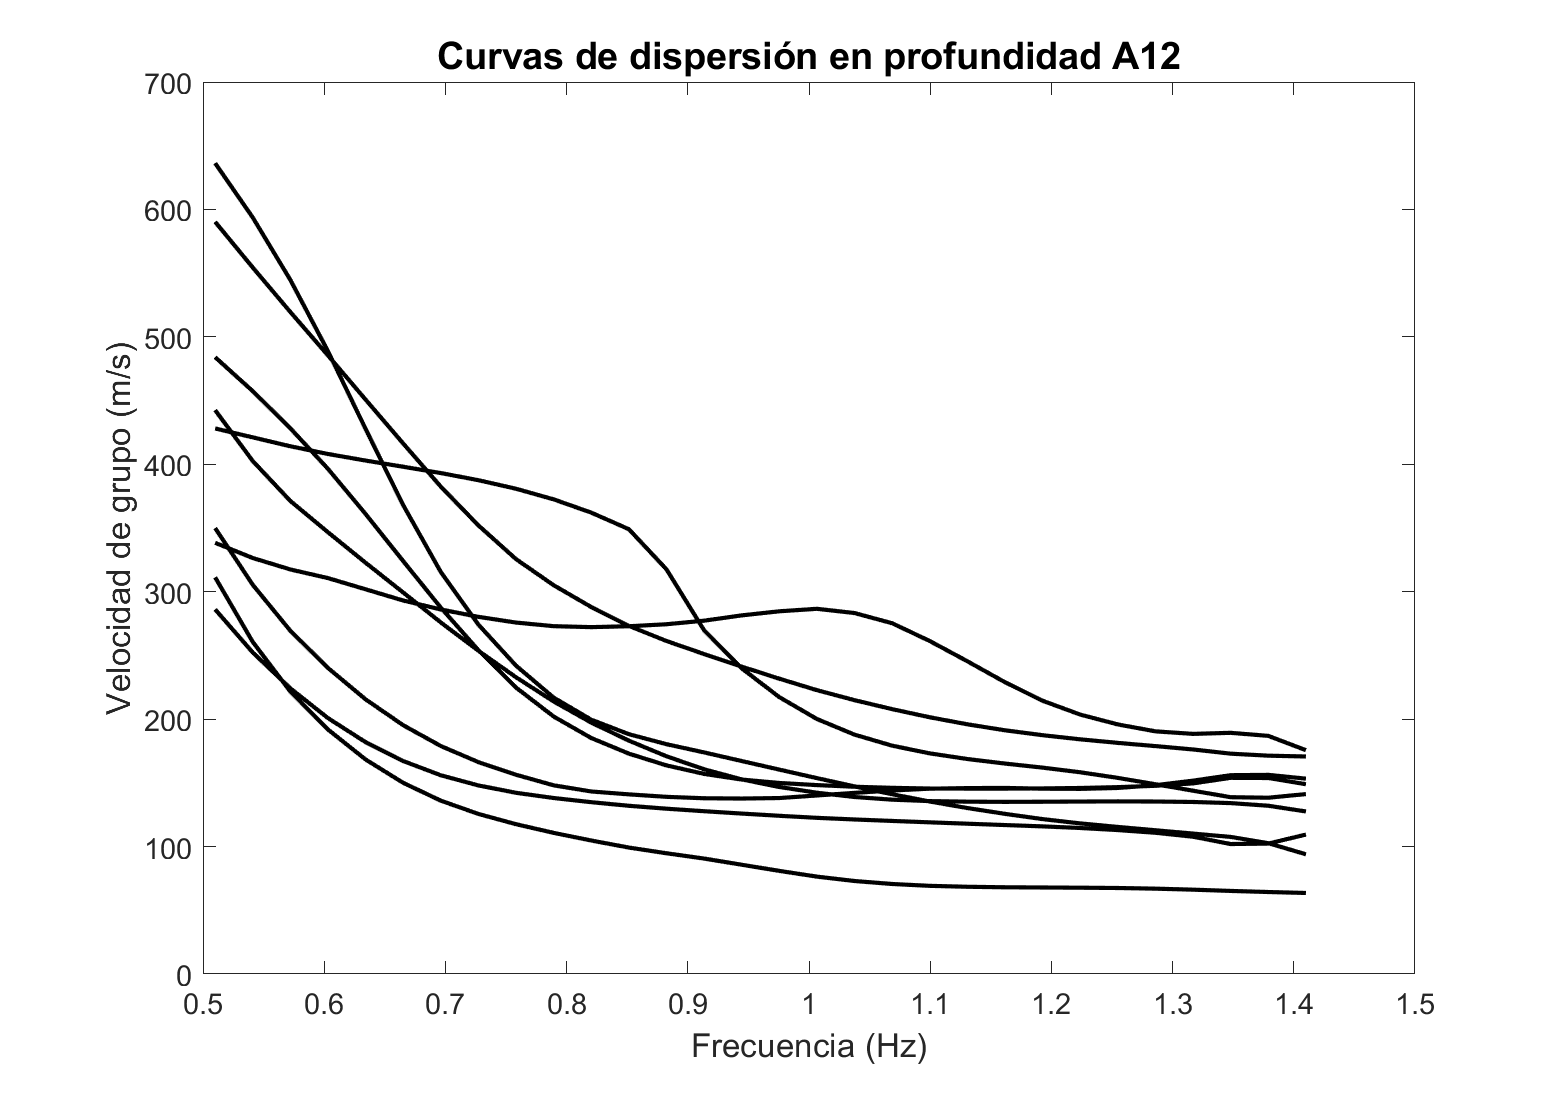 Curvas de dispersión en profundidad A12
Velocidad de grupo (m/s)
700
600
500
400
300
200
100
0
0.5 0.6 0.7 0.8 0.9 1 1.1 1.2 1.3 1.4 1.5
Frecuencia (Hz)